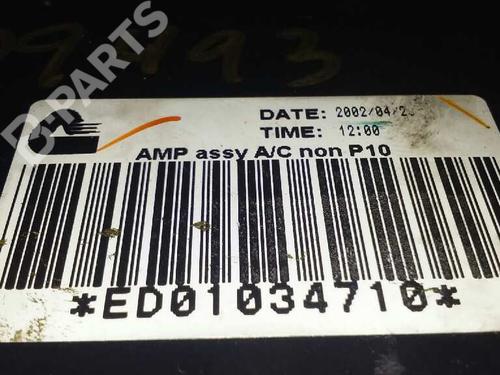 D-PARTS
DATE: 2002/04/2
TIME: 12:00
AMP assy A/C non P10
*ED01034710*